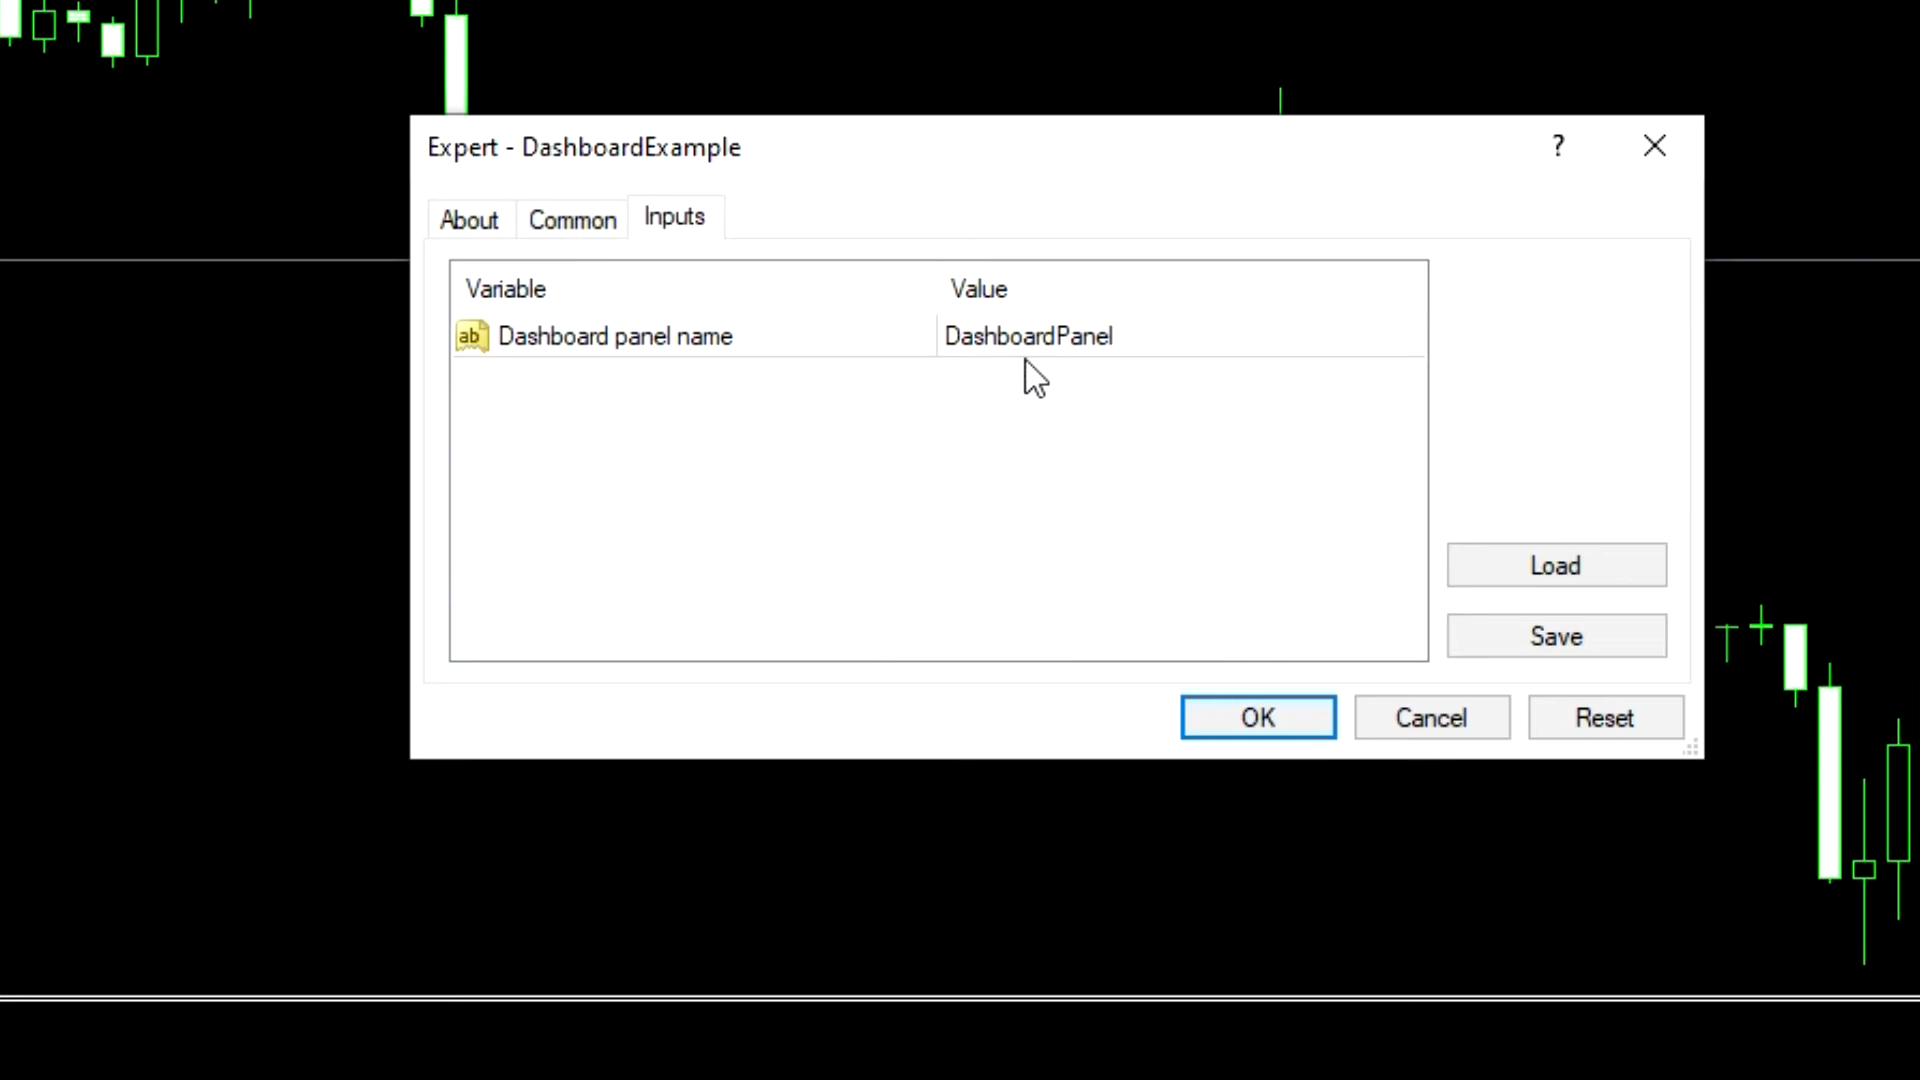 Expert - DashboardExample
?
About Common Inputs
Variable Value
ab Dashboard panel name DashboardPanel
Load
Save
OK Cancel Reset